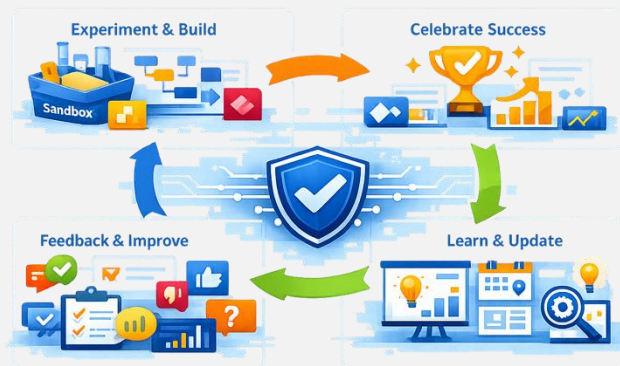 Experiment & Build
Celebrate Success
Sandbox
Feedback & Improve
Learn & Update
?